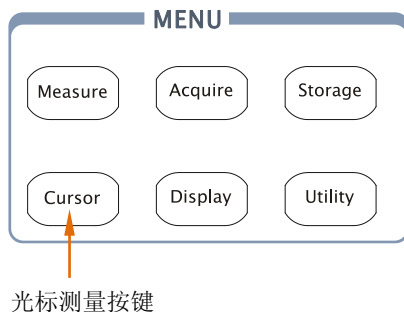 MENU
Measure Acquire Storage
Cursor Display Utility
光标测量按键